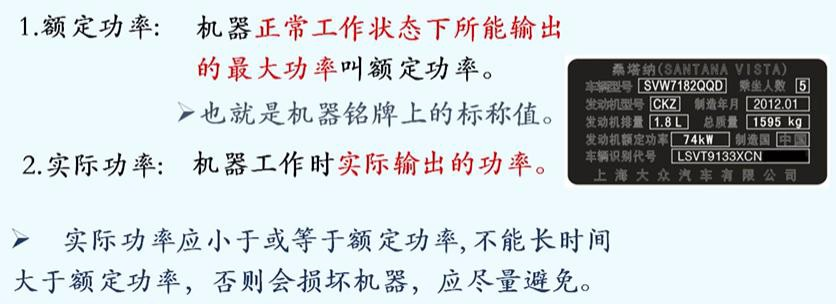 1.额定功率: 机器正常工作状态下所能输出
的最大功率叫额定功率。
➢也就是机器铭牌上的标称值。
2.实际功率: 机器工作时实际输出的功率。
➢ 实际功率应小于或等于额定功率,不能长时间
大于额定功率，否则会损坏机器，应尽量避免。
桑塔纳(SANTANA VISTA)
车辆型号 SVW7182QQD 乘坐人数 5
发动机型号 CKZ 制造年月 2012.01
发动机排量 1.8 L 总质量 1595 kg
发动机额定功率 74kW 制造国 中国
车辆识别代号 LSVT9133XCN
上海大众汽车有限公司